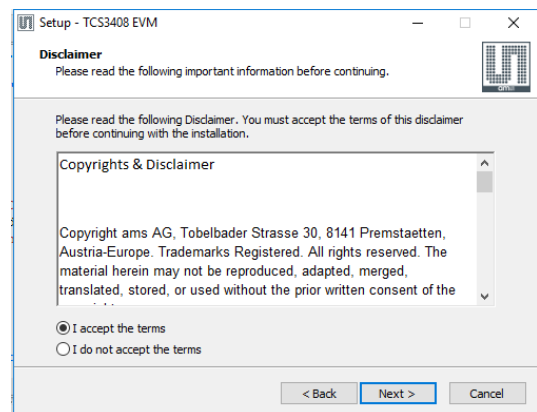 Setup - TCS3408 EVM
Disclaimer
Please read the following important information before continuing.
am
Please read the following Disclaimer. You must accept the terms of this disclaimer
before continuing with the installation.
Copyrights & Disclaimer
Copyright ams AG, Tobelbader Strasse 30, 8141 Premstaetten,
Austria-Europe. Trademarks Registered. All rights reserved. The
material herein may not be reproduced, adapted, merged,
translated, stored, or used without the prior written consent of the
I accept the terms
I do not accept the terms
< Back
Next >
Cancel